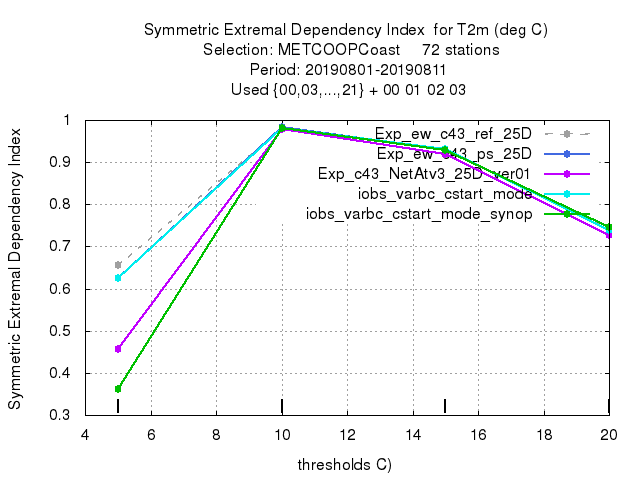 Symmetric Extremal Dependency Index for T2m (deg C)
Selection: METCOOPCoast 72 stations
Period: 20190801-20190811
Used {00,03,...,21} + 00 01 02 03
Symmetric Extremal Dependency Index
1
0.9
0.8
0.7
0.6
0.5
0.4
0.3
Exp_ew_c43_ref_25D
Exp_ew_c43_ps_25D
Exp_c43_NetAtv3_25D_ver01
iobs_varbc_cstart_mode
iobs_varbc_cstart_mode_synop
4 6 8 10 12 14 16 18 20
thresholds C)